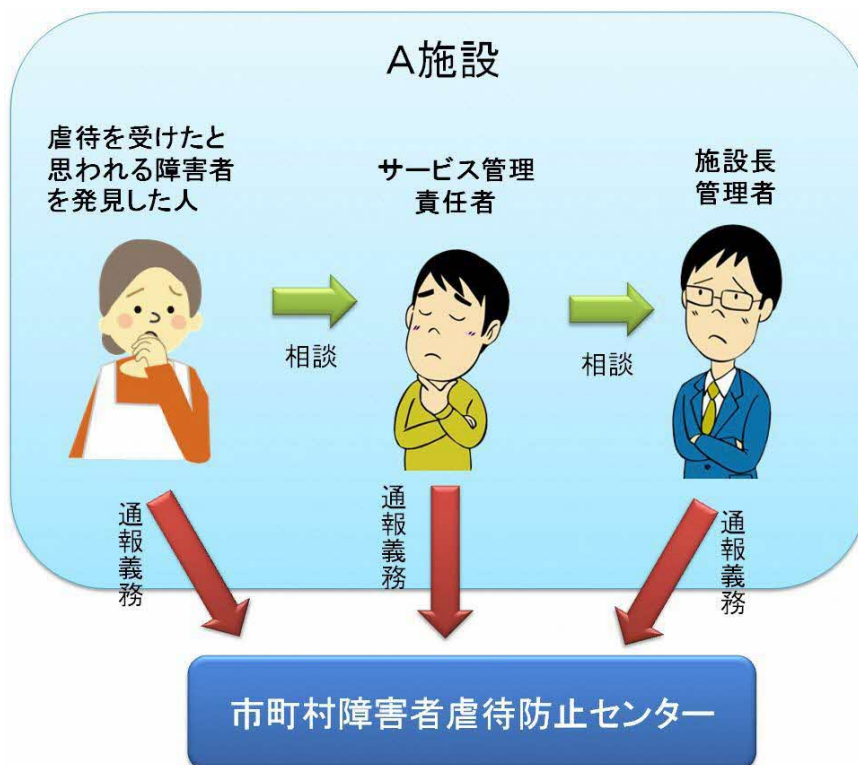 A施設
虐待を受けたと
思われる障害者
を発見した人
サービス管理
責任者
施設長
管理者
相談
相談
通報義務
通報義務
通報義務
市町村障害者虐待防止センター